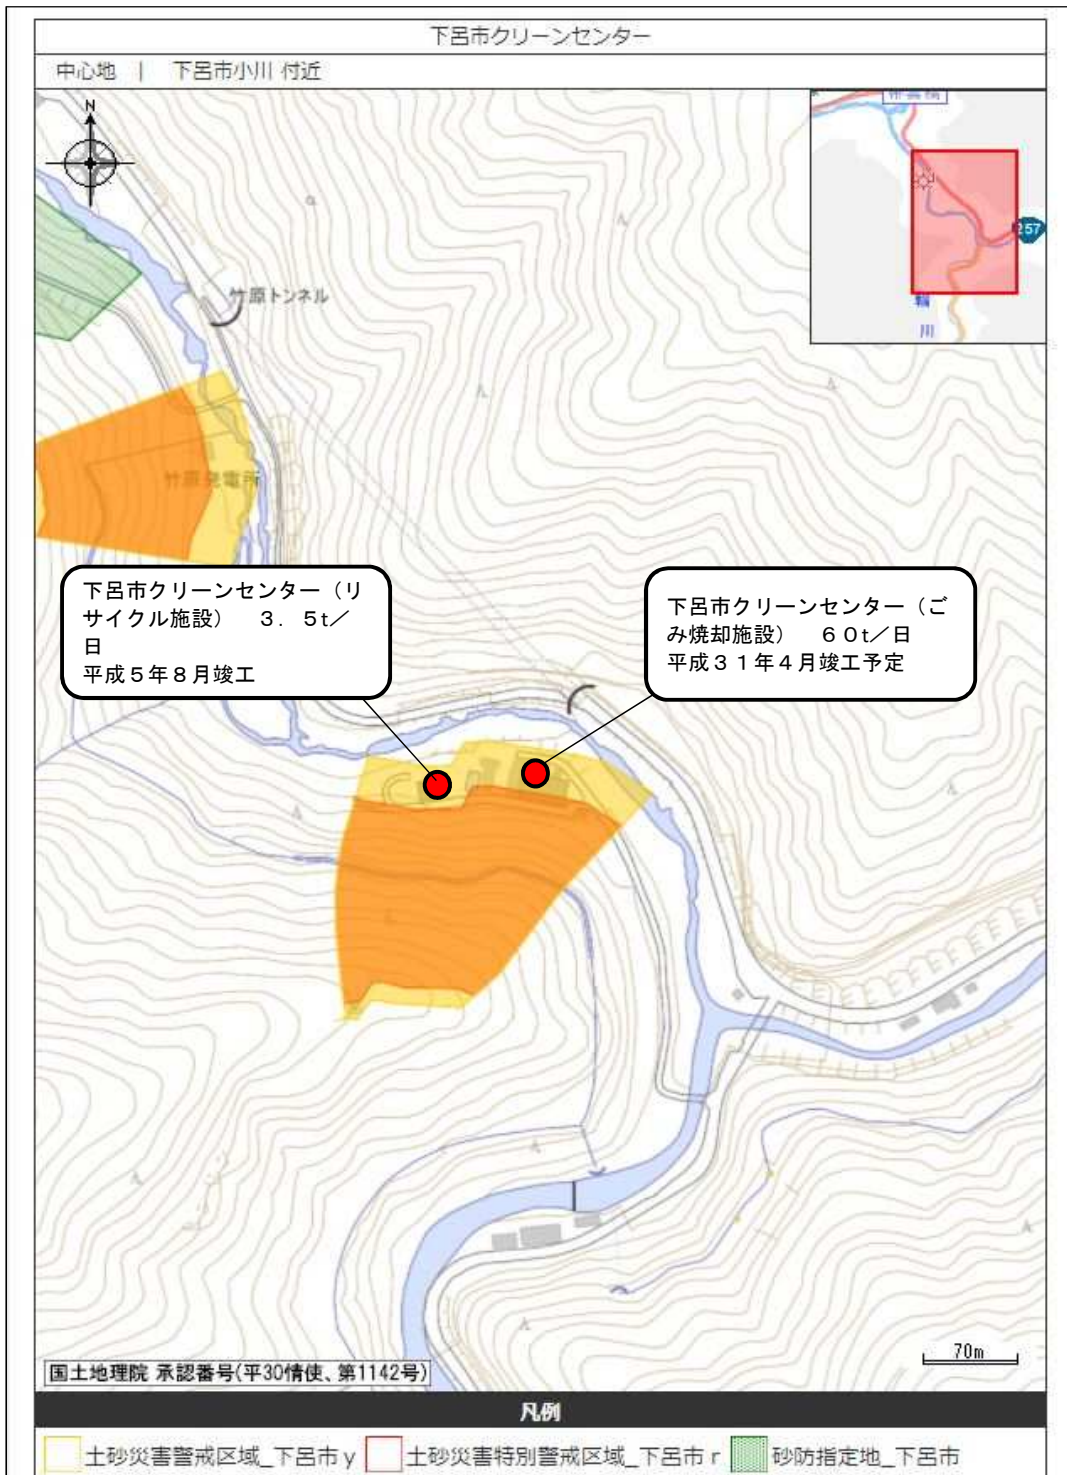 下呂市クリーンセンター
中心地 | 下呂市小川 付近
N
257
輪
川
竹原トンネル
竹原発電所
下呂市クリーンセンター（リ
サイクル施設） ３．５t／
日
平成５年８月竣工
下呂市クリーンセンター（ご
み焼却施設） ６０t／日
平成３１年４月竣工予定
70m
国土地理院 承認番号(平30情使、第1142号)
凡例
土砂災害警戒区域_下呂市ｙ 土砂災害特別警戒区域_下呂市ｒ 砂防指定地_下呂市